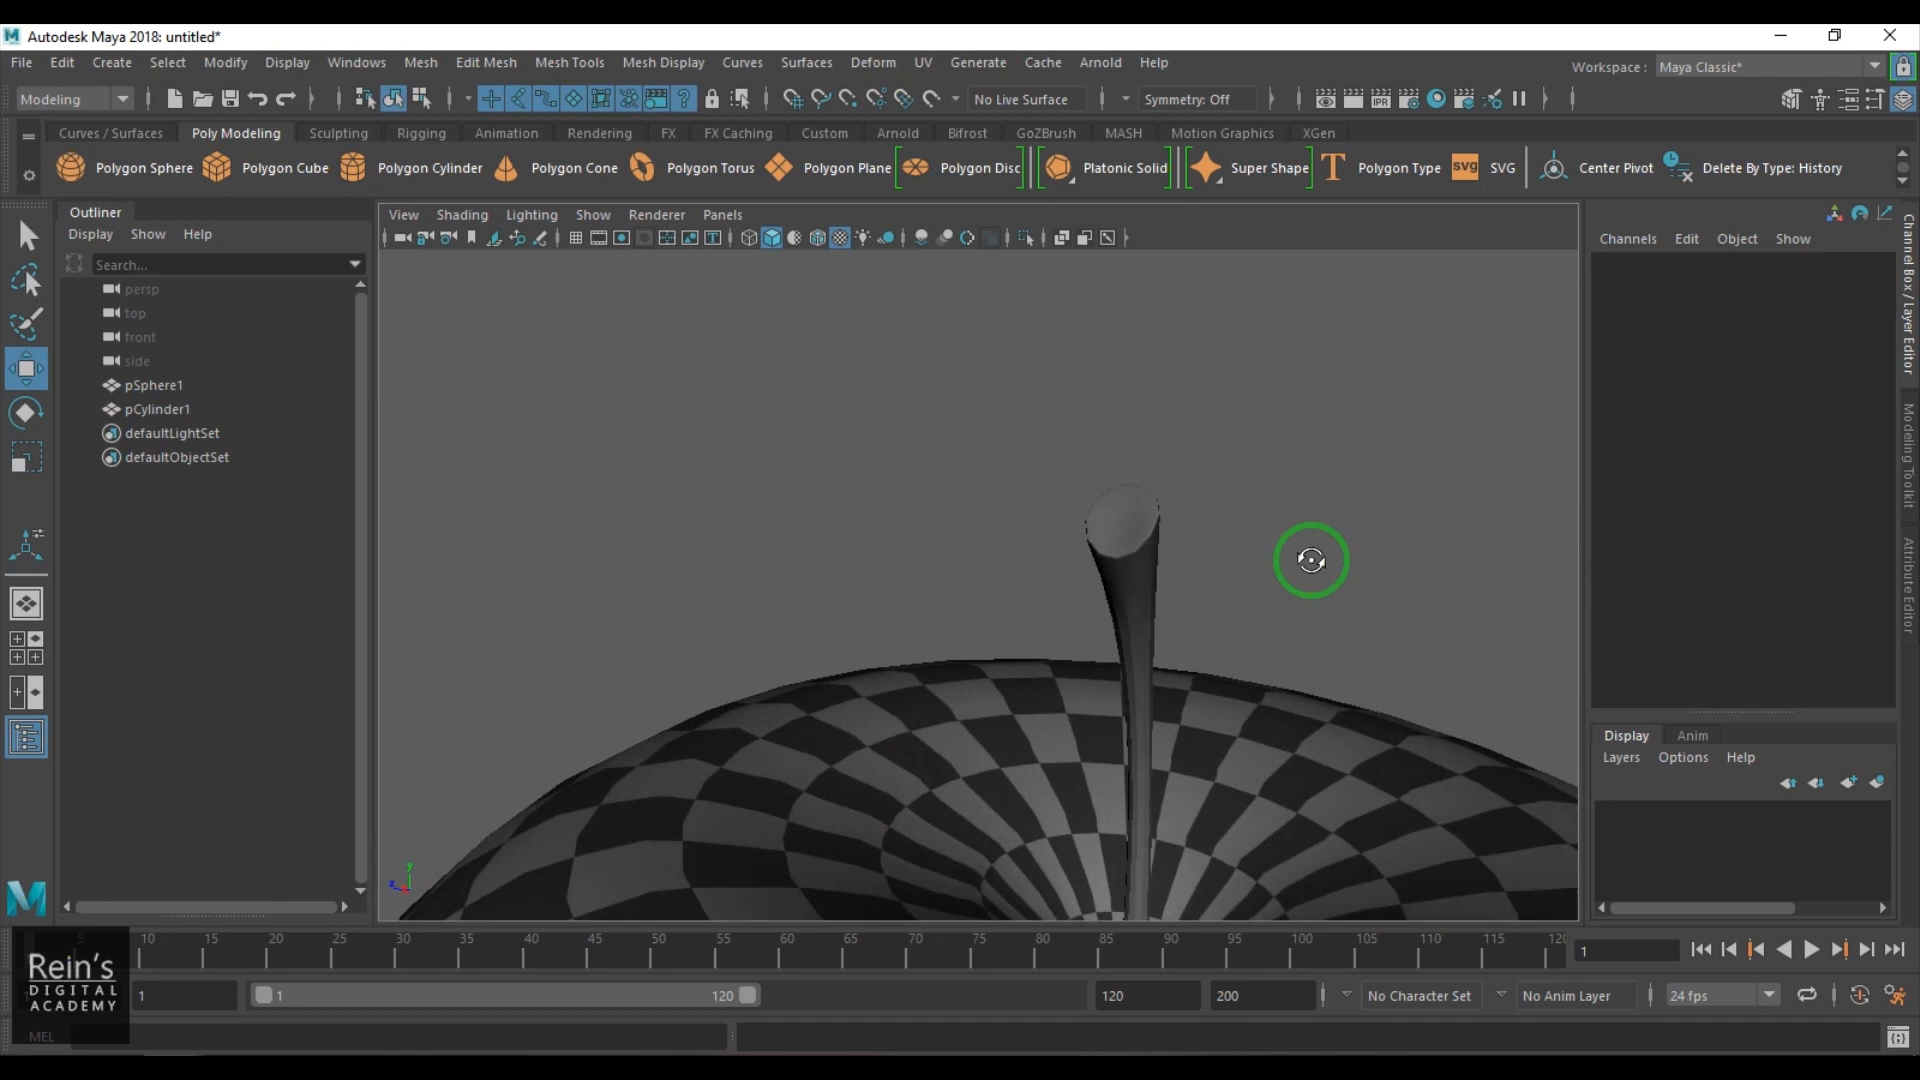 Autodesk Maya 2018: untitled*
File Edit Create Select Modify Display Windows Mesh Edit Mesh Mesh Tools Mesh Display Curves Surfaces Deform UV Generate Cache Arnold Help
Workspace : Maya Classic*
Modeling No Live Surface Symmetry: Off
Curves / Surfaces Poly Modeling Sculpting Rigging Animation Rendering FX FX Caching Custom Arnold Bifrost GoZBrush MASH Motion Graphics XGen
Polygon Sphere Polygon Cube Polygon Cylinder Polygon Cone Polygon Torus Polygon Plane Polygon Disc Platonic Solid Super Shape Polygon Type SVG SVG Center Pivot Delete By Type: History
Outliner
Display Show Help
Search...
persp
top
front
side
pSphere1
pCylinder1
defaultLightSet
defaultObjectSet
View Shading Lighting Show Renderer Panels
y
z
Channels Edit Object Show
Channel Box / Layer Editor
Modeling Toolkit
Attribute Editor
Display Anim
Layers Options Help
5 10 15 20 25 30 35 40 45 50 55 60 65 70 75 80 85 90 95 100 105 110 115 120
1
1 1 120 120 200 No Character Set No Anim Layer 24 fps
Rein's
DIGITAL
ACADEMY
MEL